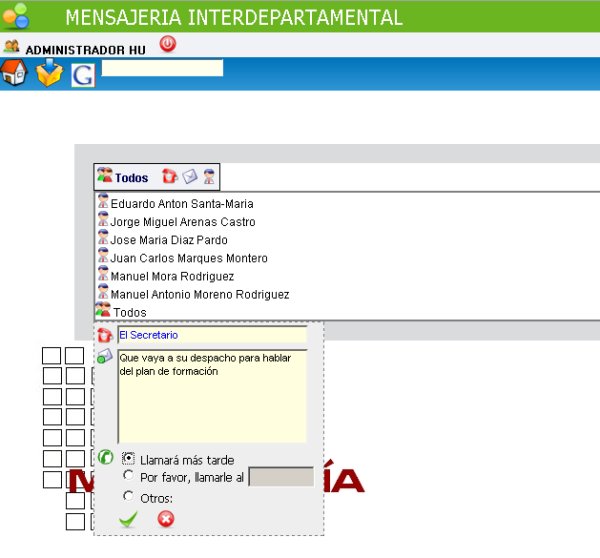 MENSAJERIA INTERDEPARTAMENTAL
ADMINISTRADOR HU
G
Todos
Eduardo Anton Santa-Maria
Jorge Miguel Arenas Castro
Jose Maria Diaz Pardo
Juan Carlos Marques Montero
Manuel Mora Rodriguez
Manuel Antonio Moreno Rodriguez
Todos
El Secretario
Que vaya a su despacho para hablar
del plan de formación
Llamará más tarde
Por favor, llamarle al
Otros: